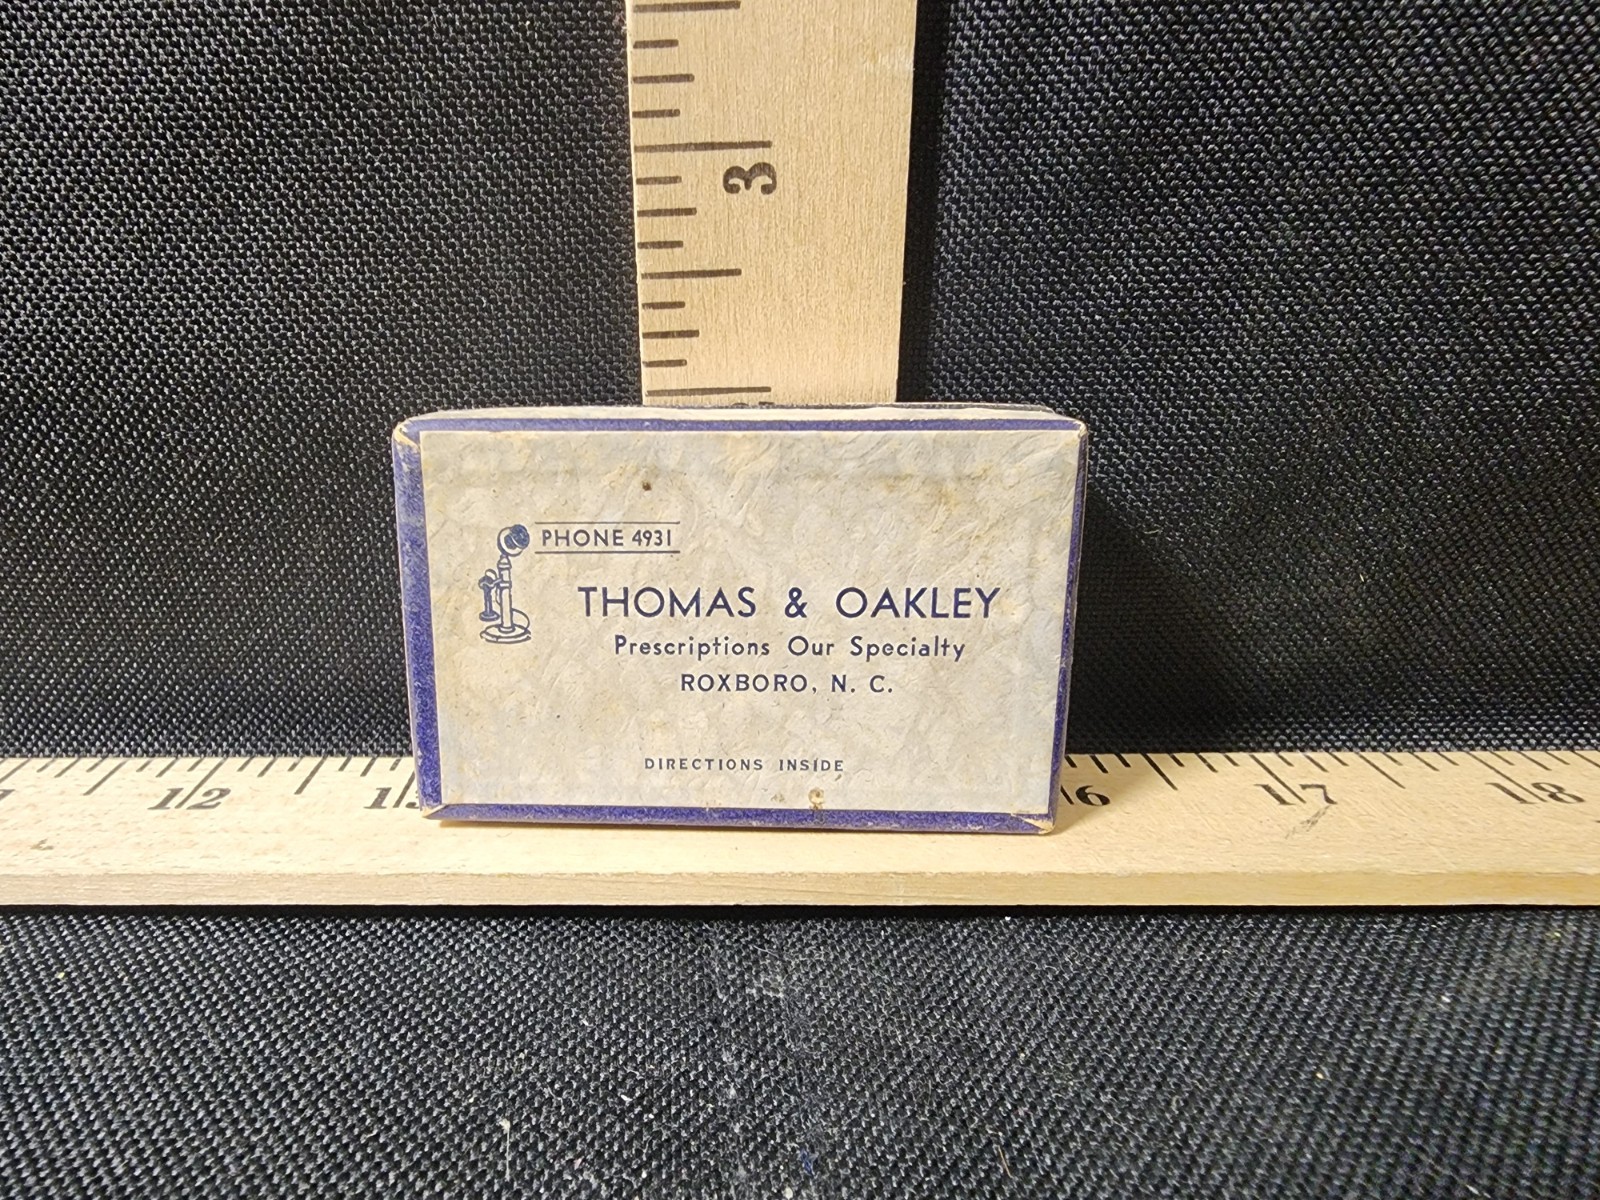 3
PHONE 4931
THOMAS & OAKLEY
Prescriptions Our Specialty
ROXBORO, N. C.
DIRECTIONS INSIDE
12 16 17 18